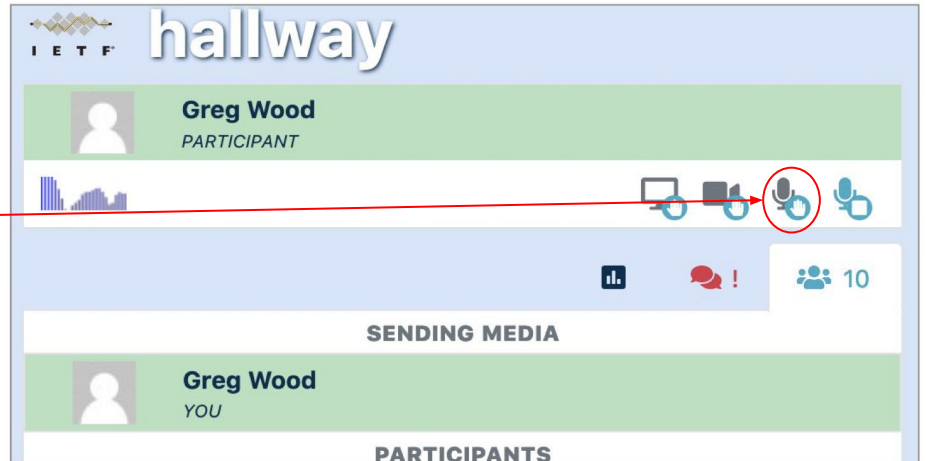 IETF
hallway
Greg Wood
PARTICIPANT
! 10
SENDING MEDIA
Greg Wood
YOU
PARTICIPANTS